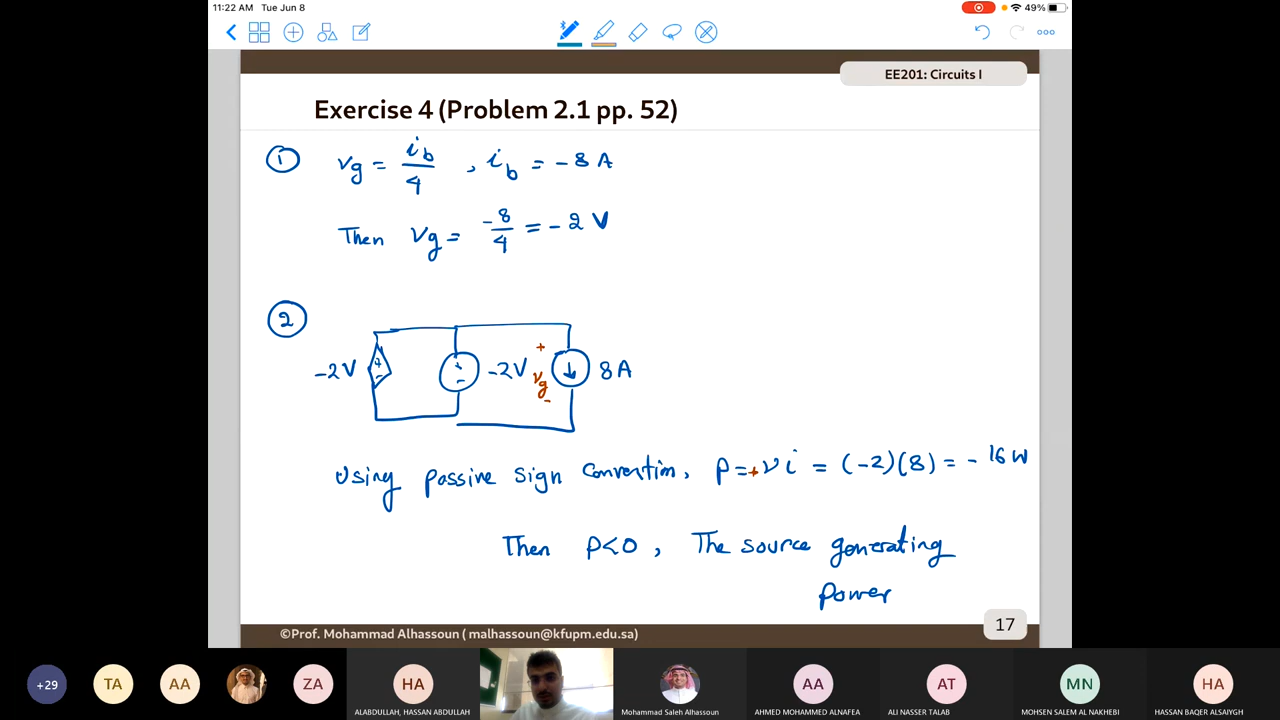 11:22 AM Tue Jun 8
49%
EE201: Circuits I
Exercise 4 (Problem 2.1 pp. 52)
① vg = ib/4 , ib = -8 A
Then vg = -8/4 = -2 V
②
-2V + - + - -2V + vg - 8A
Using passive sign convention, P=+vi = (-2)(8) = -16 W
Then P<0, The source generating
power
17
©Prof. Mohammad Alhassoun ( malhassoun@kfupm.edu.sa)
+29 TA AA ZA HA AA AT MN HA
ALABDULLAH, HASSAN ABDULLAH Mohammad Saleh Alhassoun AHMED MOHAMMED ALNAFEA ALI NASSER TALAB MOHSEN SALEM AL NAKHEBI HASSAN BAQER ALSAIYGH